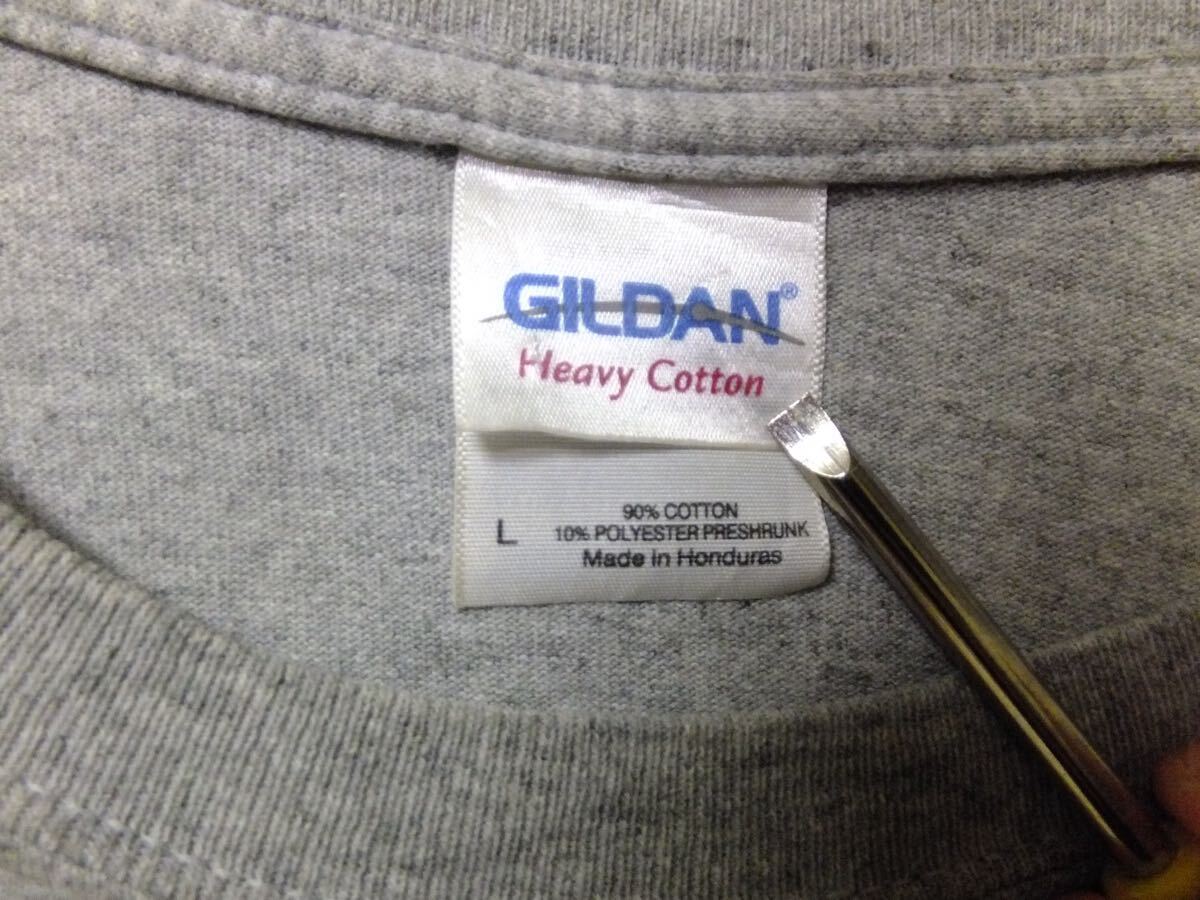 GILDAN®
Heavy Cotton
L
90% COTTON
10% POLYESTER PRESHRUNK
Made in Honduras